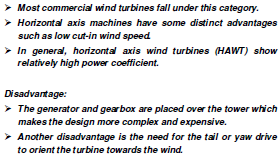 ➢ Most commercial wind turbines fall under this category.
➢ Horizontal axis machines have some distinct advantages
such as low cut-in wind speed.
➢ In general, horizontal axis wind turbines (HAWT) show
relatively high power coefficient.
Disadvantage:
➢ The generator and gearbox are placed over the tower which
makes the design more complex and expensive.
➢ Another disadvantage is the need for the tail or yaw drive
to orient the turbine towards the wind.